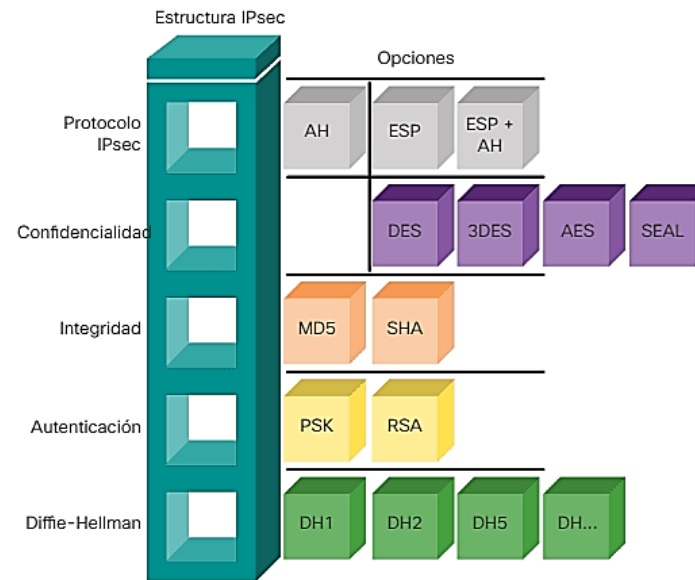 Estructura IPsec
Opciones
Protocolo
IPsec
AH
ESP
ESP +
AH
Confidencialidad
DES
3DES
AES
SEAL
Integridad
MD5
SHA
Autenticación
PSK
RSA
Diffie-Hellman
DH1
DH2
DH5
DH...